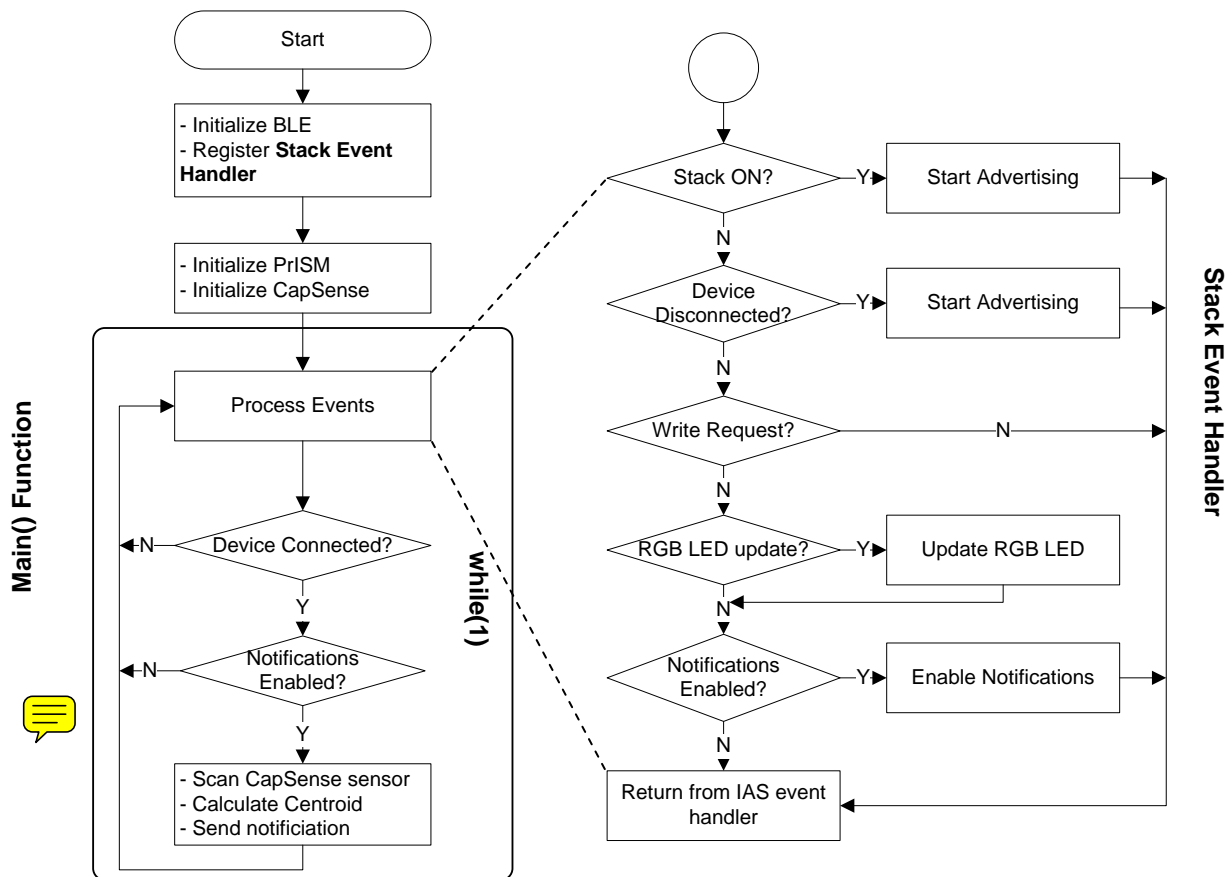 Start
- Initialize BLE
- Register Stack Event
Handler
- Initialize PrISM
- Initialize CapSense
Main() Function
while(1)
Process Events
Device Connected?
N
Y
Notifications
Enabled?
N
Y
- Scan CapSense sensor
- Calculate Centroid
- Send notificiation
Stack Event Handler
Stack ON?
Y
Start Advertising
N
Device
Disconnected?
Y
Start Advertising
N
Write Request?
N
N
RGB LED update?
Y
Update RGB LED
N
Notifications
Enabled?
Y
Enable Notifications
N
Return from IAS event
handler